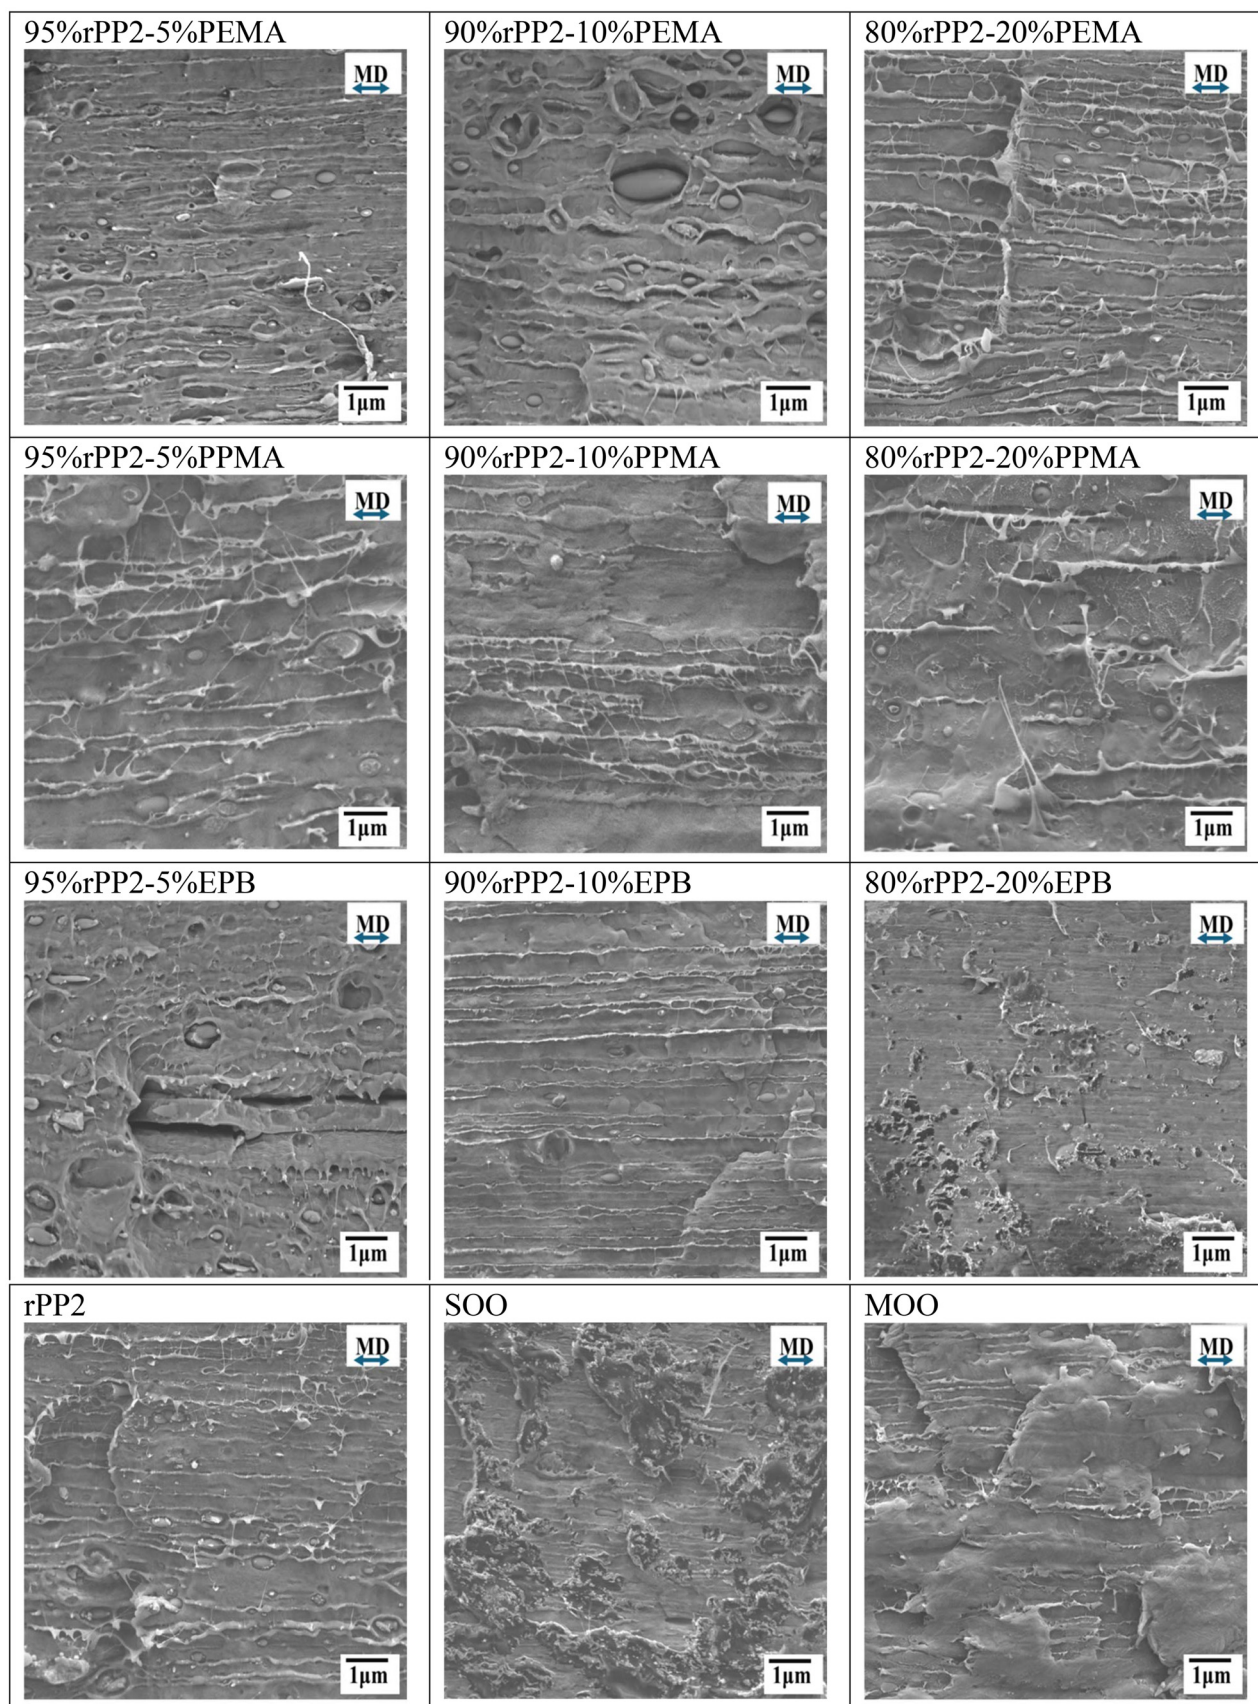 95%rPP2-5%PEMA
90%rPP2-10%PEMA
80%rPP2-20%PEMA
MD
MD
MD
1μm
1μm
1μm
95%rPP2-5%PPMA
90%rPP2-10%PPMA
80%rPP2-20%PPMA
MD
MD
MD
1μm
1μm
1μm
95%rPP2-5%EPB
90%rPP2-10%EPB
80%rPP2-20%EPB
MD
MD
MD
1μm
1μm
1μm
rPP2
SOO
MOO
MD
MD
MD
1μm
1μm
1μm